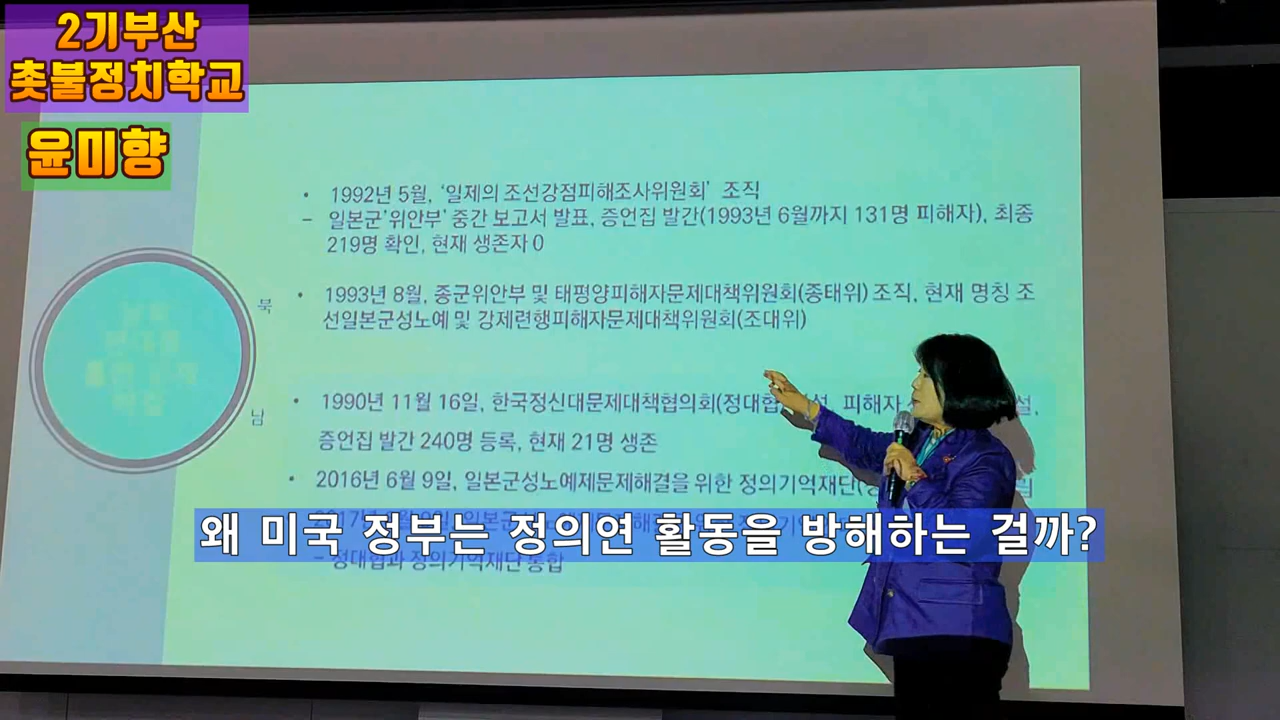 2기부산
촛불정치학교
윤미향
• 1992년 5월, ‘일제의 조선강점피해조사위원회’ 조직
– 일본군'위안부' 중간 보고서 발표, 증언집 발간(1993년 6월까지 131명 피해자), 최종
219명 확인, 현재 생존자 0
북
• 1993년 8월, 종군위안부 및 태평양피해자문제대책위원회(종태위) 조직, 현재 명칭 조
선일본군성노예 및 강제련행피해자문제대책위원회(조대위)
남
• 1990년 11월 16일, 한국정신대문제대책협의회(정대협 피해자 설,
증언집 발간 240명 등록, 현재 21명 생존
• 2016년 6월 9일, 일본군성노예제문제해결을 위한 정의기억재단(
왜 미국 정부는 정의연 활동을 방해하는 걸까?
– 정대협과 정의기억재단 통합